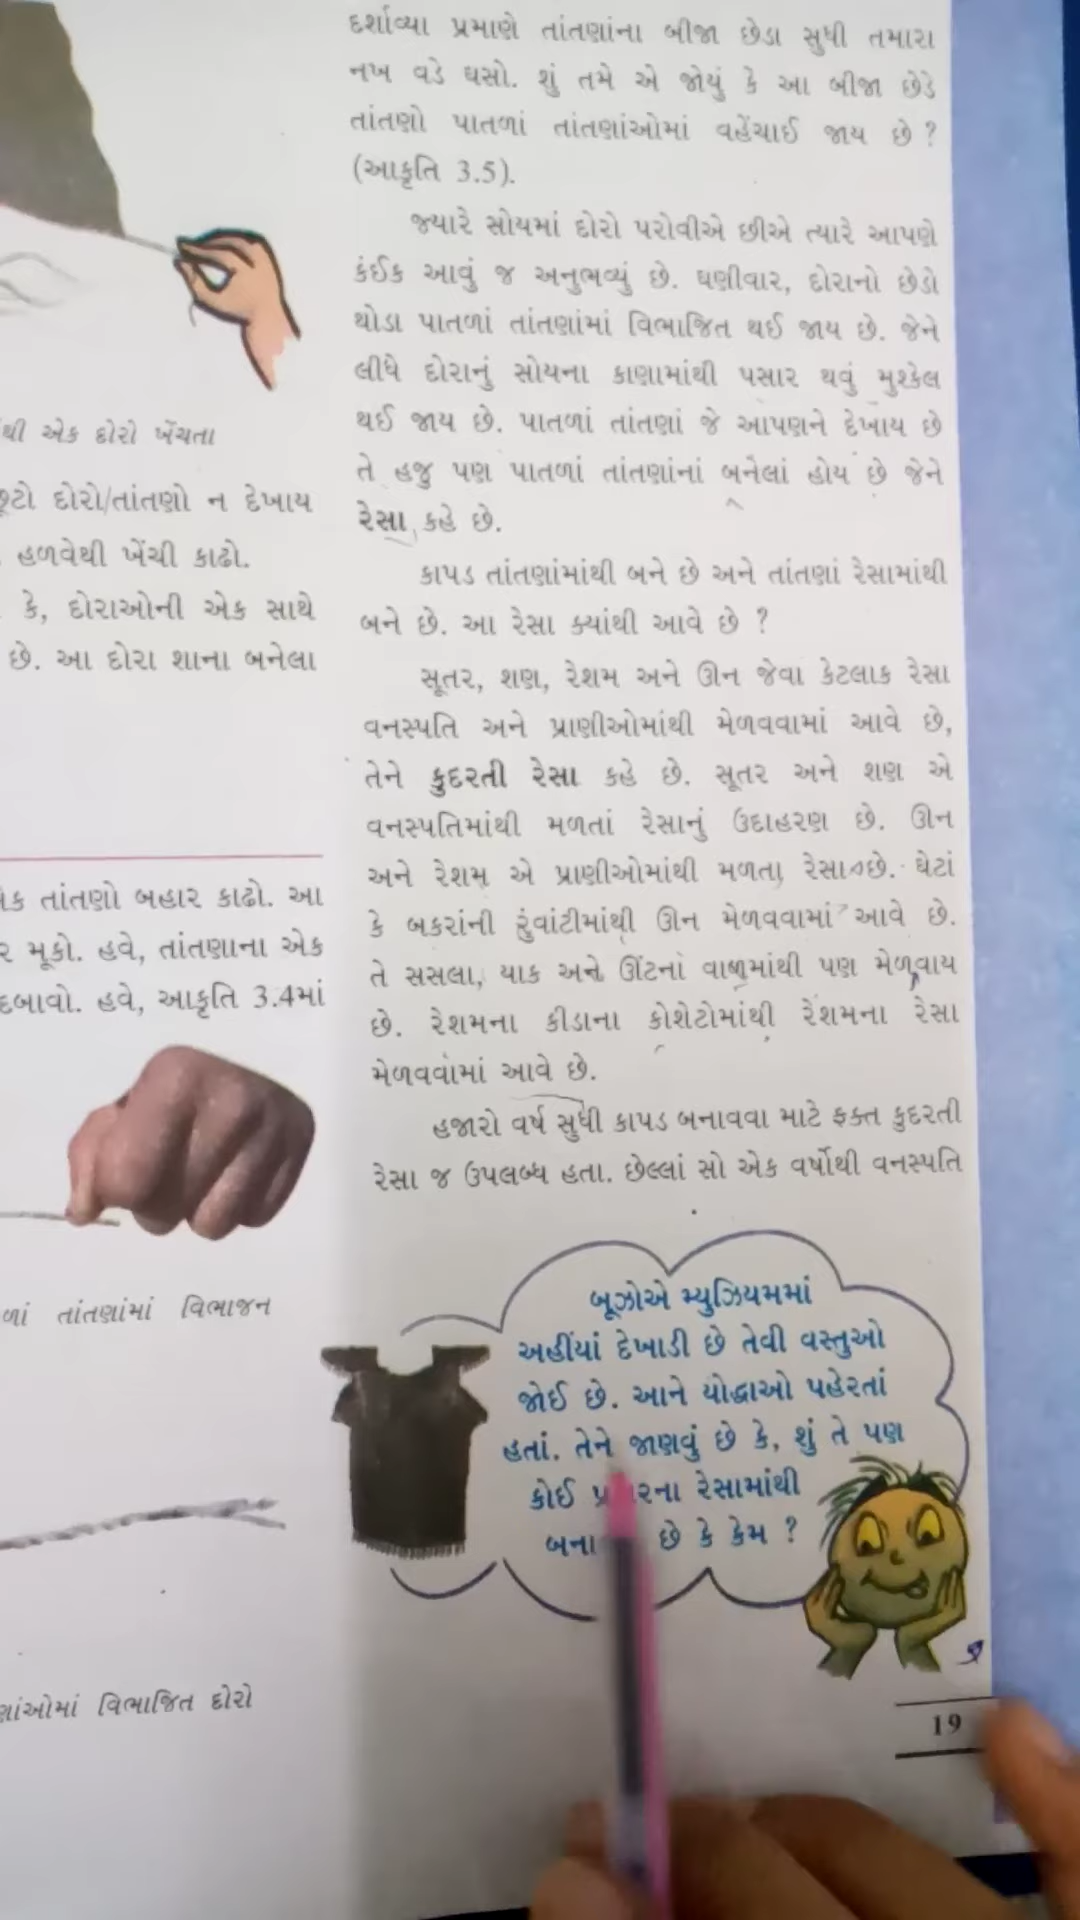 થી એક દોરો ખેંચતા
છૂટો દોરો/તાંતણો ન દેખાય
હળવેથી ખેંચી કાઢો.
કે, દોરાઓની એક સાથે
છે. આ દોરા શાના બનેલા
તાંતણો બહાર કાઢો. આ
મૂકો. હવે, તાંતણાના એક
દબાવો. હવે, આકૃતિ 3.4માં
તાંતણાંમાં વિભાજન
વિભાજિત દોરો
દર્શાવ્યા પ્રમાણે તાંતણાંના બીજા છેડા સુધી તમારા
નખ વડે ઘસો. શું તમે એ જોયું કે આ બીજા છેડે
તાંતણો પાતળાં તાંતણાંઓમાં વહેંચાઈ જાય છે ?
(આકૃતિ 3.5).
જ્યારે સોયમાં દોરો પરોવીએ છીએ ત્યારે આપણે
કંઈક આવું જ અનુભવ્યું છે. ઘણીવાર, દોરાનો છેડો
થોડા પાતળાં તાંતણાંમાં વિભાજિત થઈ જાય છે. જેને
લીધે દોરાનું સોયના કાણામાંથી પસાર થવું મુશ્કેલ
થઈ જાય છે. પાતળાં તાંતણાં જે આપણને દેખાય છે
તે હજુ પણ પાતળાં તાંતણાંનાં બનેલાં હોય છે જેને
રેસા કહે છે.
કાપડ તાંતણાંમાંથી બને છે અને તાંતણાં રેસામાંથી
બને છે. આ રેસા ક્યાંથી આવે છે ?
સૂતર, શણ, રેશમ અને ઊન જેવા કેટલાક રેસા
વનસ્પતિ અને પ્રાણીઓમાંથી મેળવવામાં આવે છે,
તેને કુદરતી રેસા કહે છે. સૂતર અને શણ એ
વનસ્પતિમાંથી મળતાં રેસાનું ઉદાહરણ છે. ઊન
અને રેશમ એ પ્રાણીઓમાંથી મળતા રેસા છે. ઘેટાં
કે બકરાંની રુંવાંટીમાંથી ઊન મેળવવામાં આવે છે.
તે સસલા, યાક અને ઊંટનાં વાળમાંથી પણ મેળવાય
છે. રેશમના કીડાના કોશેટોમાંથી રેશમના રેસા
મેળવવામાં આવે છે.
હજારો વર્ષ સુધી કાપડ બનાવવા માટે ફક્ત કુદરતી
રેસા જ ઉપલબ્ધ હતા. છેલ્લાં સો એક વર્ષોથી વનસ્પતિ
બૂઝોએ મ્યુઝિયમમાં
અહીંયાં દેખાડી છે તેવી વસ્તુઓ
જોઈ છે. આને યોદ્ધાઓ પહેરતાં
હતાં. તેને જાણવું છે કે, શું તે પણ
કોઈ રેસામાંથી
છે કે કેમ ?
19